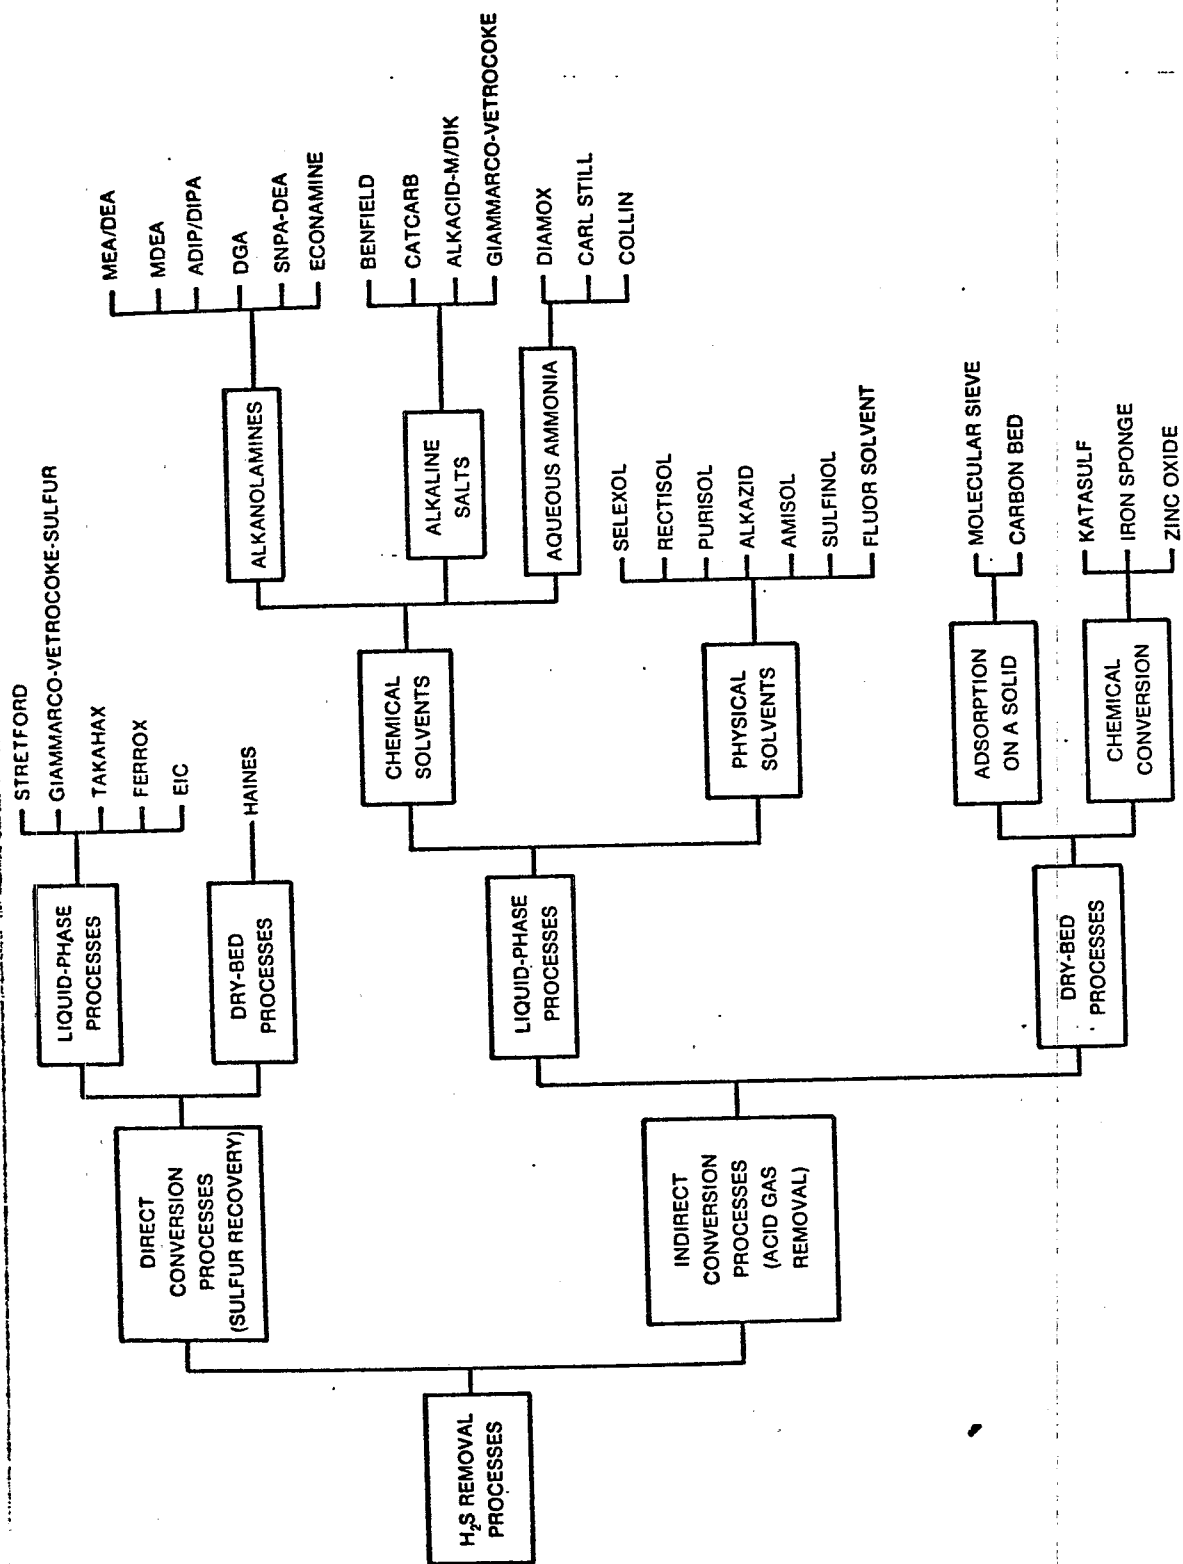 H₂S REMOVAL
PROCESSES
DIRECT
CONVERSION
PROCESSES
(SULFUR RECOVERY)
LIQUID-PHASE
PROCESSES
STRETFORD
GIAMMARCO-VETROCOKE-SULFUR
TAKAHAX
FERROX
EIC
DRY-BED
PROCESSES
HAINES
INDIRECT
CONVERSION
PROCESSES
(ACID GAS
REMOVAL)
LIQUID-PHASE
PROCESSES
CHEMICAL
SOLVENTS
ALKANOLAMINES
MEA/DEA
MDEA
ADIP/DIPA
DGA
SNPA-DEA
ECONAMINE
ALKALINE
SALTS
BENFIELD
CATCARB
ALKACID-M/DIK
GIAMMARCO-VETROCOKE
AQUEOUS AMMONIA
DIAMOX
CARL STILL
COLLIN
PHYSICAL
SOLVENTS
SELEXOL
RECTISOL
PURISOL
ALKAZID
AMISOL
SULFINOL
FLUOR SOLVENT
DRY-BED
PROCESSES
ADSORPTION
ON A SOLID
MOLECULAR SIEVE
CARBON BED
CHEMICAL
CONVERSION
KATASULF
IRON SPONGE
ZINC OXIDE